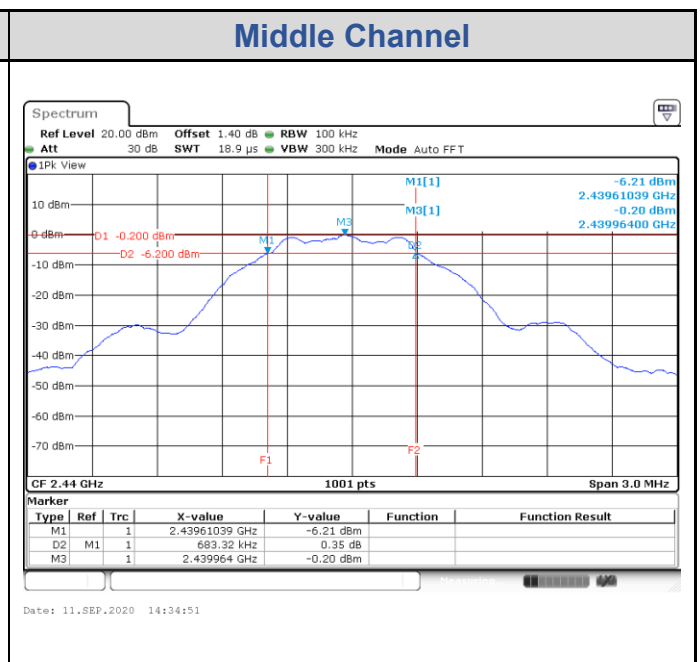 Middle Channel
Spectrum
Ref Level 20.00 dBm Offset 1.40 dB RBW 100 kHz
Att 30 dB SWT 18.9 µs VBW 300 kHz Mode Auto FFT
1Pk View
M1[1] -6.21 dBm
2.43961039 GHz
10 dBm M3[1] -0.20 dBm
2.43996400 GHz
M3
0 dBm D1 -0.200 dBm M1
D2 -6.200 dBm D2
-10 dBm
-20 dBm
-30 dBm
-40 dBm
-50 dBm
-60 dBm
-70 dBm F2
F1
CF 2.44 GHz 1001 pts Span 3.0 MHz
Marker
Type Ref Trc X-value Y-value Function Function Result
M1 1 2.43961039 GHz -6.21 dBm
D2 M1 1 683.32 kHz 0.35 dB
M3 1 2.439964 GHz -0.20 dBm
Measuring
Date: 11.SEP.2020 14:34:51